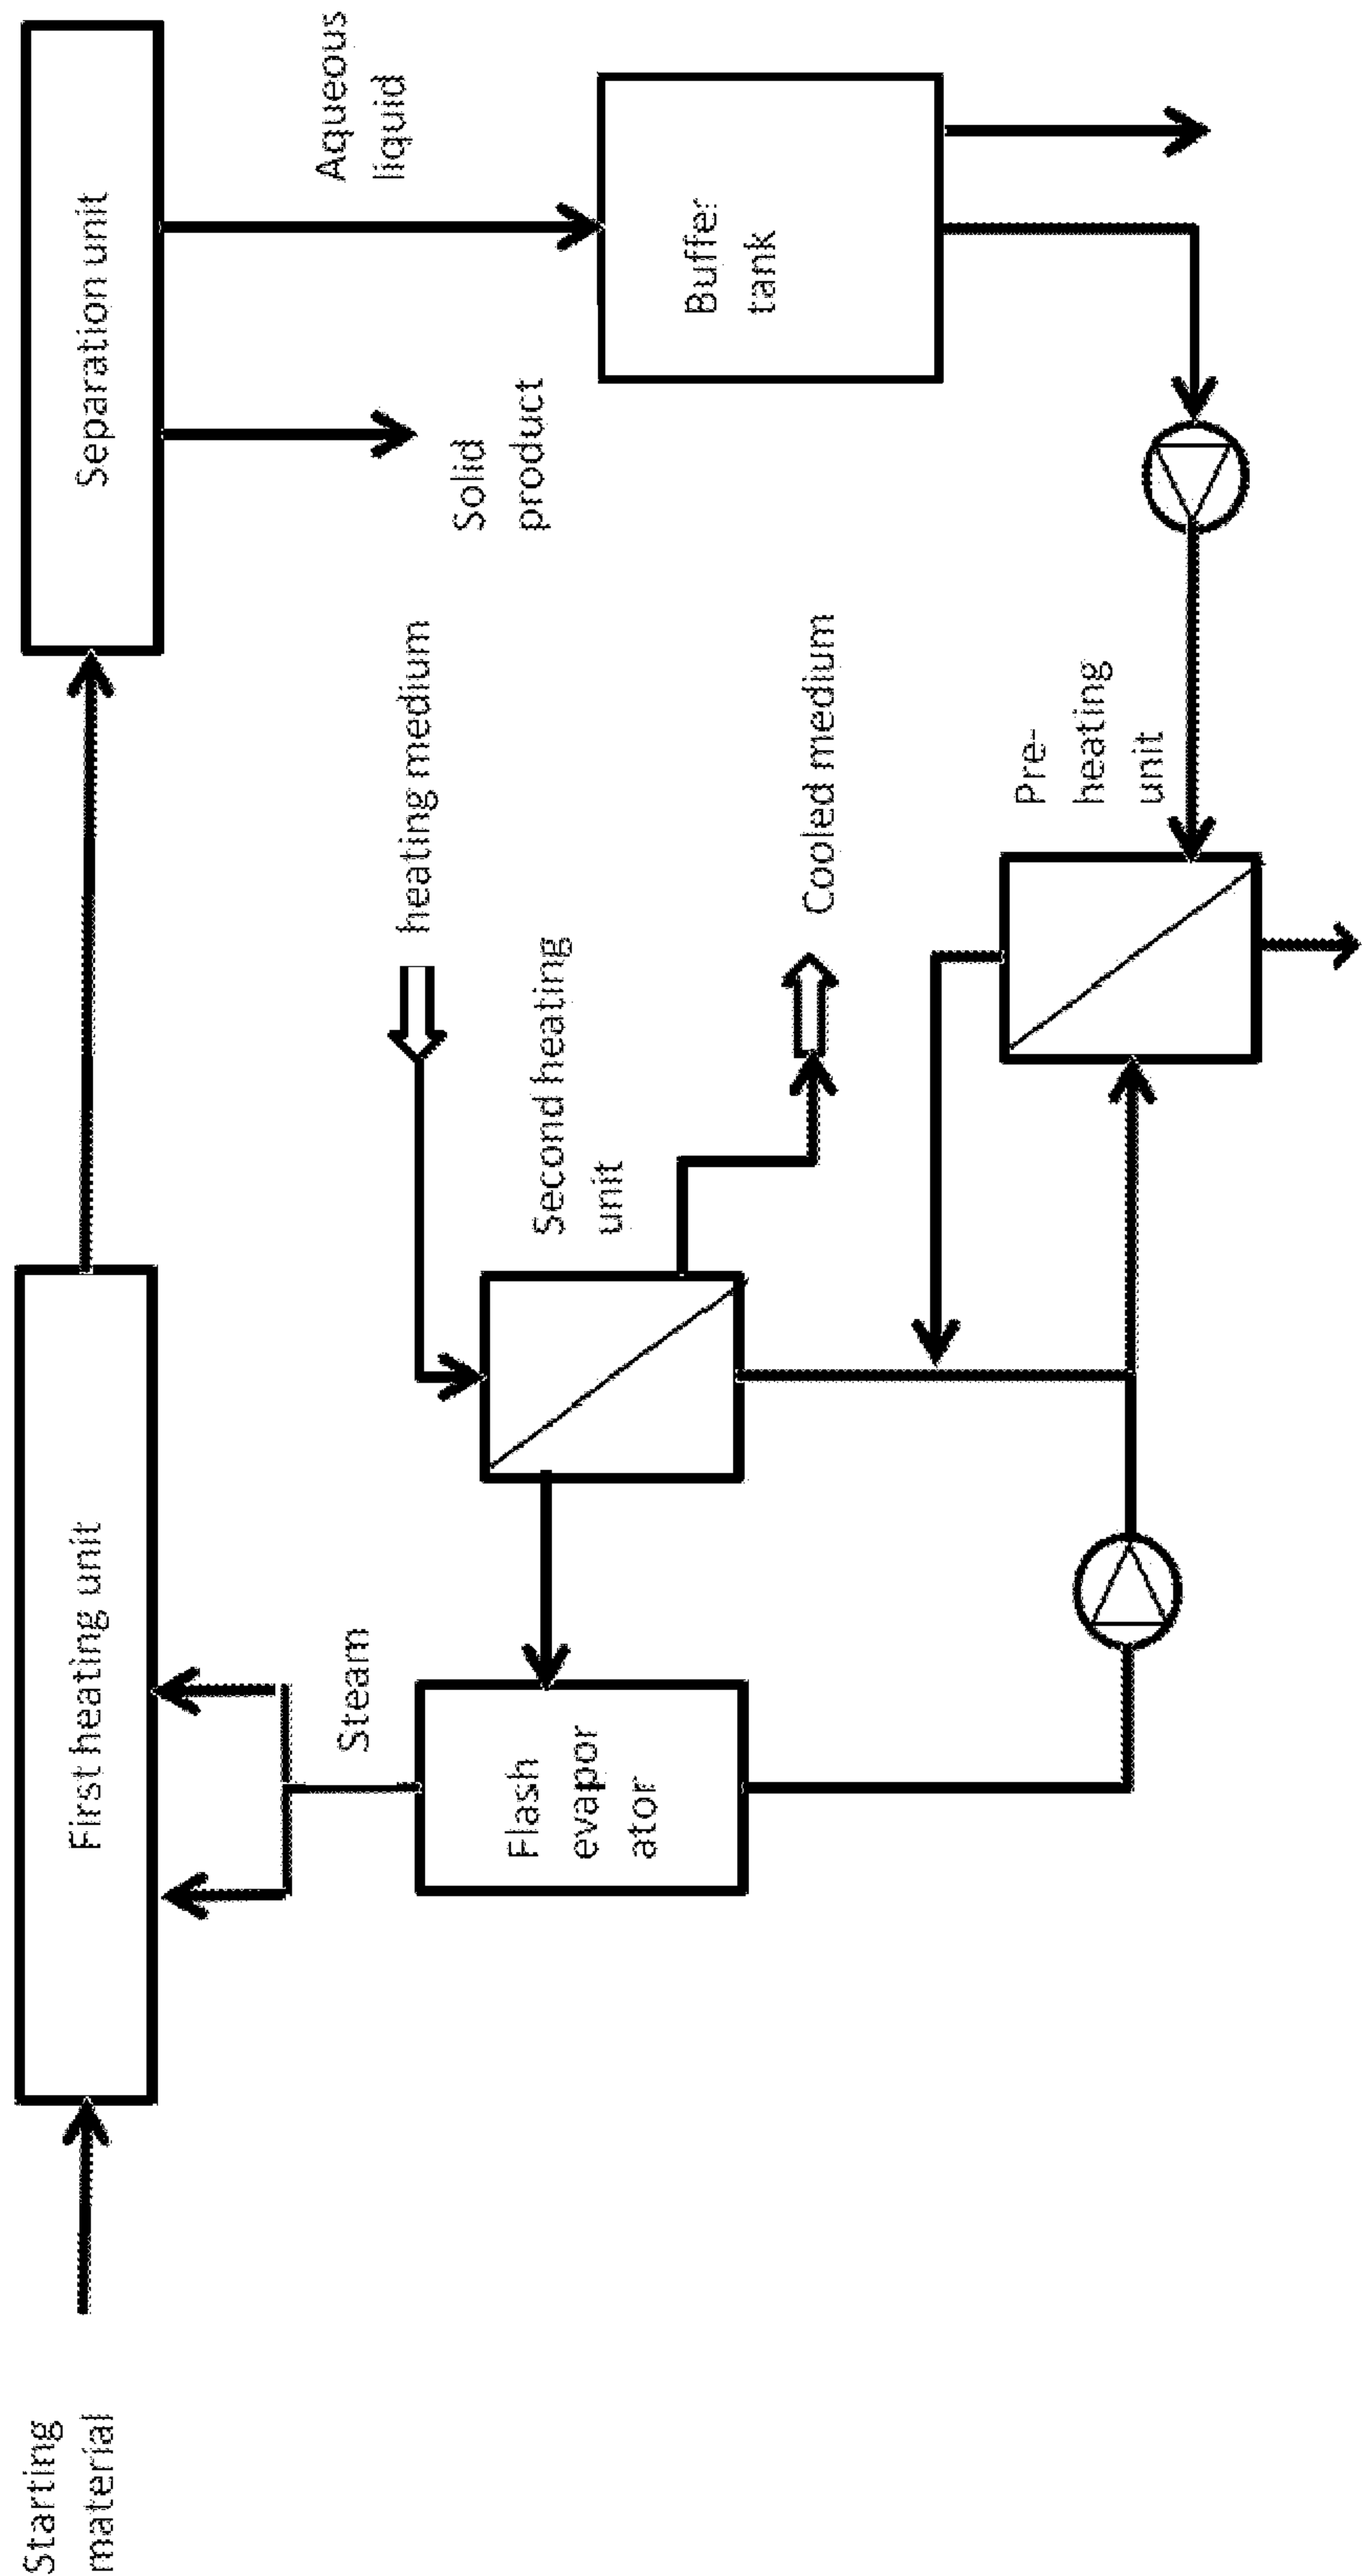 Starting
material
First heating unit
Separation unit
Steam
Aqueous
liquid
Solid
product
heating medium
Flash
evapor
ator
Second heating
unit
Buffer
tank
Cooled medium
Pre-
heating
unit